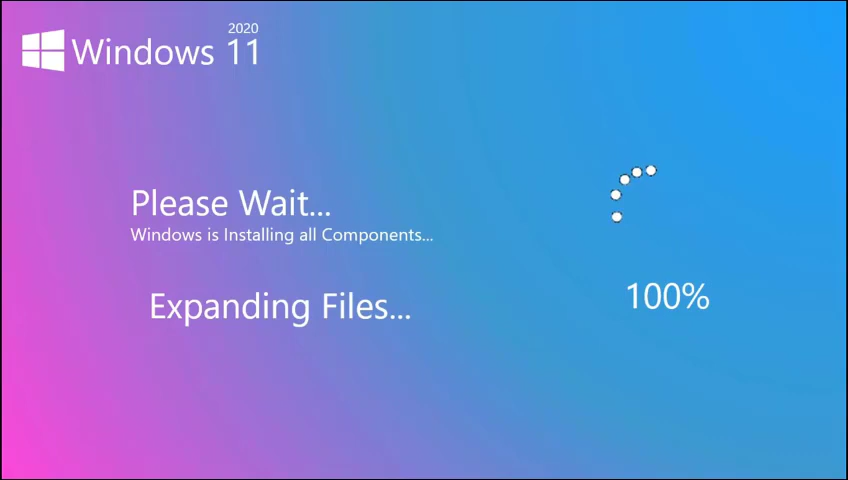 2020
Windows 11
Please Wait...
Windows is Installing all Components...
Expanding Files...
100%